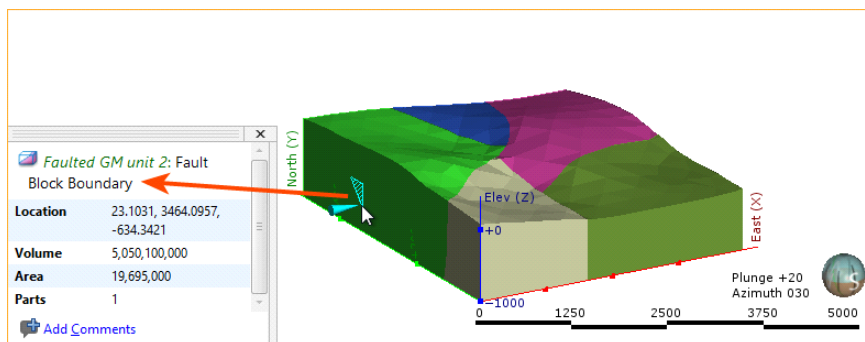 ×
Faulted GM unit 2: Fault
Block Boundary
Location 23.1031, 3464.0957,
-634.3421
Volume 5,050,100,000
Area 19,695,000
Parts 1
Add Comments
North (Y)
Elev (Z)
+0
-1000
East (X)
Plunge +20
Azimuth 030
S
0 1250 2500 3750 5000